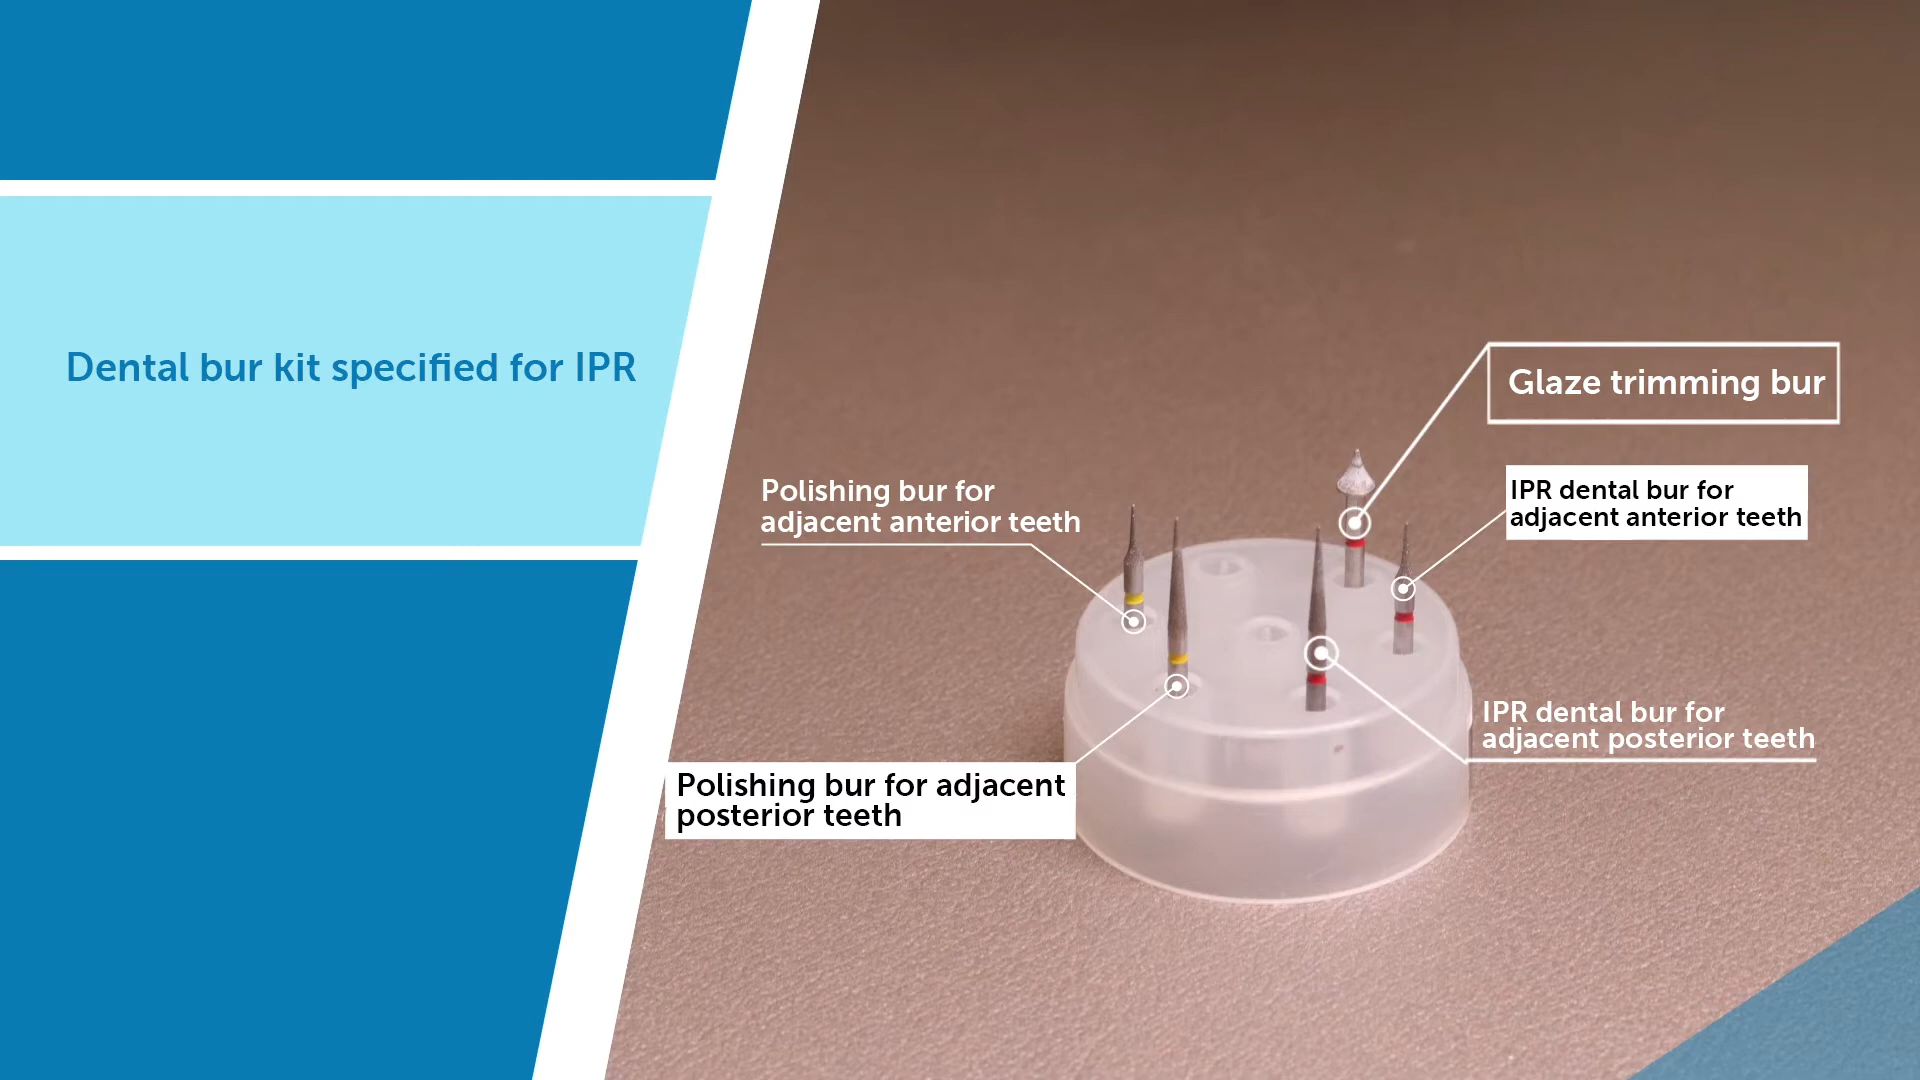 Dental bur kit specified for IPR
Glaze trimming bur
Polishing bur for
adjacent anterior teeth
IPR dental bur for
adjacent anterior teeth
IPR dental bur for
adjacent posterior teeth
Polishing bur for adjacent
posterior teeth